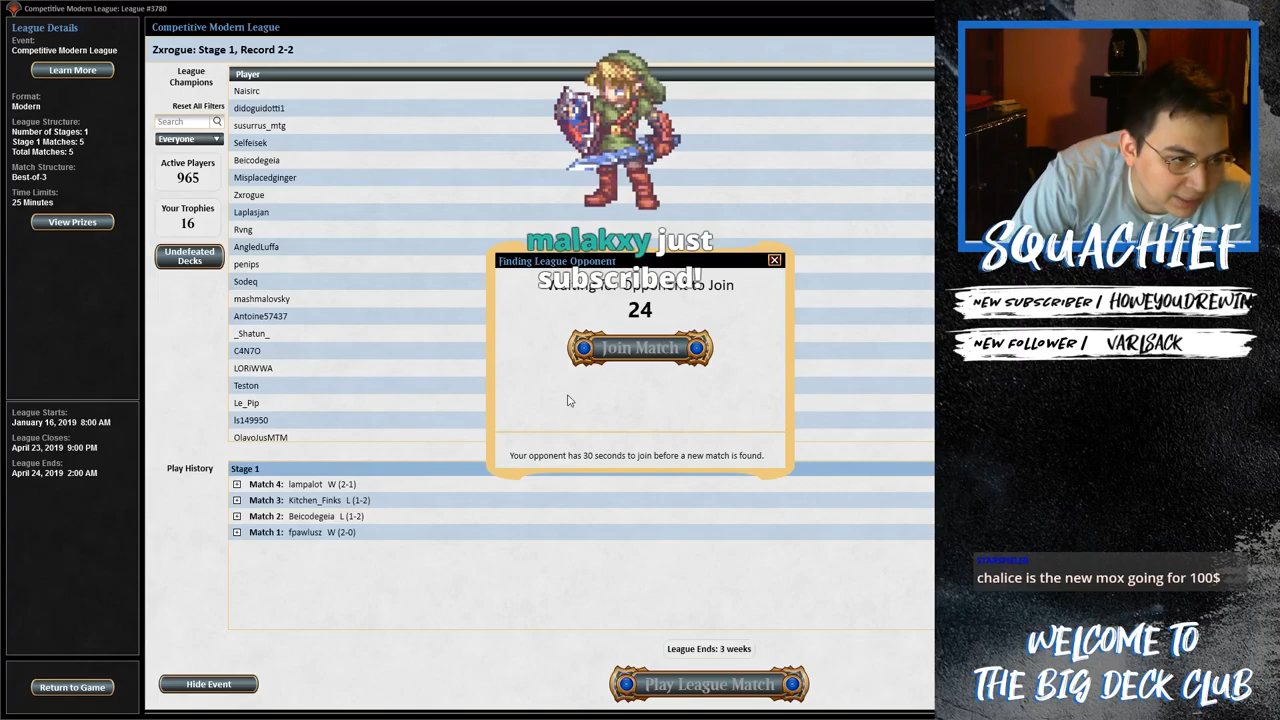 Competitive Modern League: League #3780
League Details
Event:
Competitive Modern League
Learn More
Format:
Modern
League Structure:
Number of Stages: 1
Stage 1 Matches: 5
Total Matches: 5
Match Structure:
Best-of-3
Time Limits:
25 Minutes
View Prizes
League Starts:
January 16, 2019 8:00 AM
League Closes:
April 23, 2019 9:00 PM
League Ends:
April 24, 2019 2:00 AM
Return to Game
Competitive Modern League
Zxrogue: Stage 1, Record 2-2
League
Champions
Reset All Filters
Search
Everyone
Active Players
965
Your Trophies
16
Undefeated
Decks
Player
Naisirc
didoguidotti1
susurrus_mtg
Selfeisek
Beicodegeia
Misplacedginger
Zxrogue
Laplasjan
Rvng
AngledLuffa
penips
Sodeq
mashmalovsky
Antoine57437
_Shatun_
C4N7O
LORiWWA
Teston
Le_Pip
ls149950
OlavoJusMTM
malakxy just
subscribed!
Finding League Opponent
Waiting for Opponent to Join
24
Join Match
Your opponent has 30 seconds to join before a new match is found.
Play History
Stage 1
Match 4: lampalot W (2-1)
Match 3: Kitchen_Finks L (1-2)
Match 2: Beicodegeia L (1-2)
Match 1: fpawlusz W (2-0)
League Ends: 3 weeks
Hide Event
Play League Match
SQUACHIEF
NEW SUBSCRIBER / HOWEYOUDREWIN
NEW FOLLOWER / VARLSACK
chalice is the new mox going for 100$
WELCOME TO
THE BIG DECK CLUB